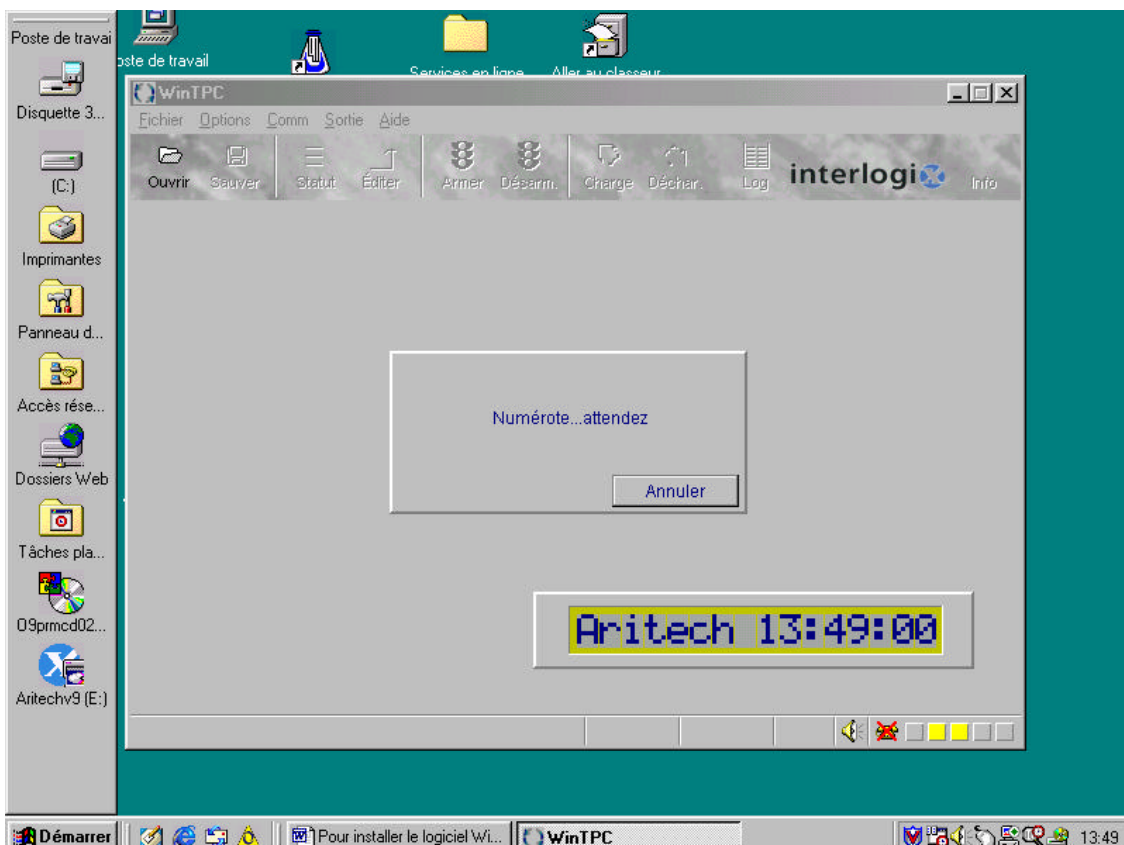 Poste de travai
Disquette 3...
(C:)
Imprimantes
Panneau d...
Accès rése...
Dossiers Web
Tâches pla...
09prmcd02...
Aritechv9 (E:)
oste de travail
Services en ligne
Aller au classeur
WinTPC
Fichier Options Comm Sortie Aide
Ouvrir Sauver Statut Éditer Armer Désarm. Charge Déchar. Log interlogix Info
Numérote...attendez
Annuler
Aritech 13:49:00
Démarrer
Pour installer le logiciel Wi...
WinTPC
13:49